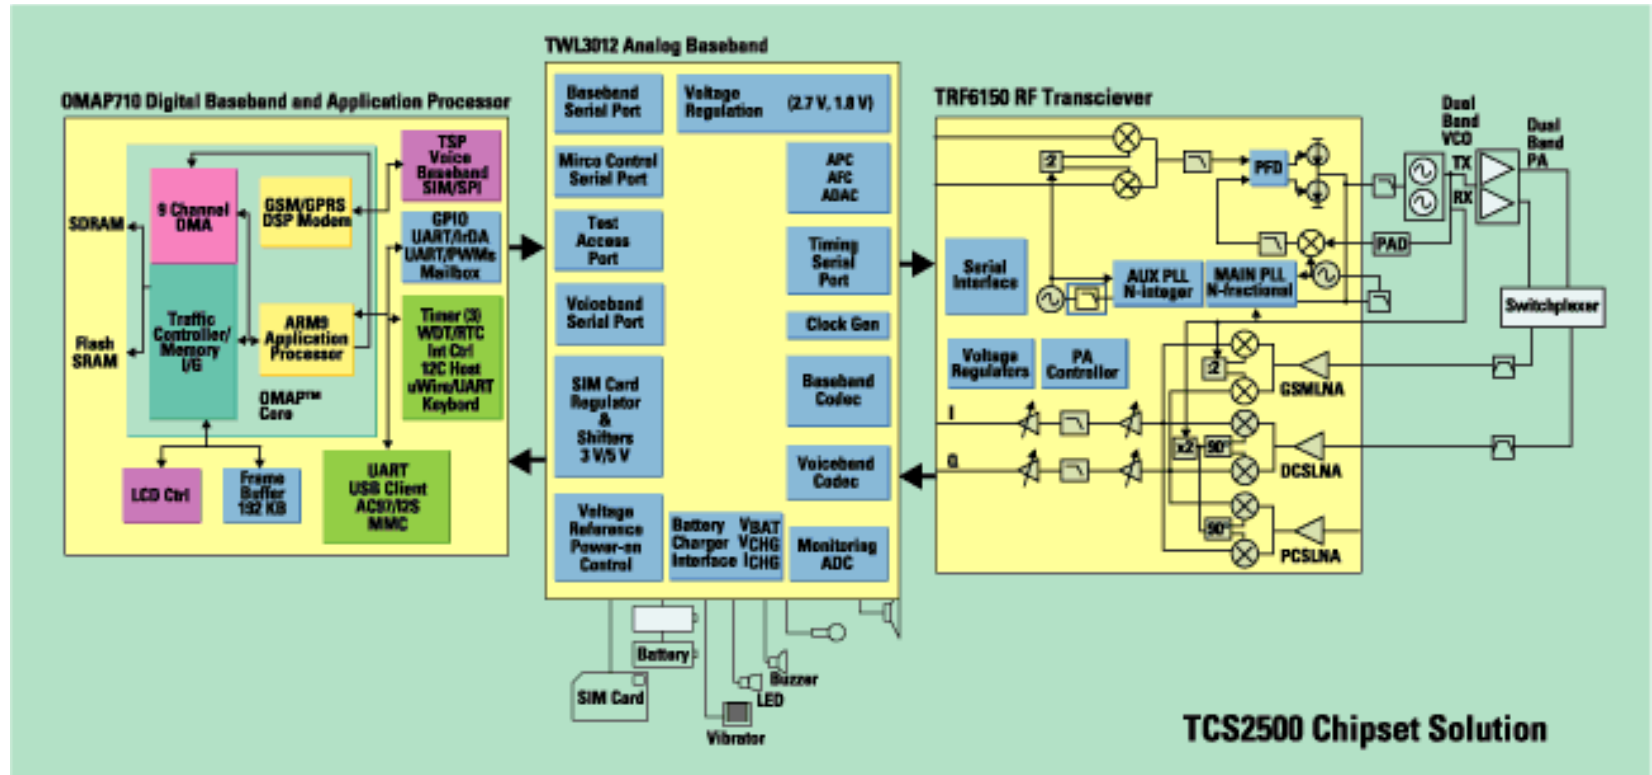 TWL3012 Analog Baseband
OMAP710 Digital Baseband and Application Processor
TRF6150 RF Transciever
TSP
Voice
Baseband
SIM/SPI
9 Channel
DMA
GSM/GPRS
DSP Modem
SDRAM
GPIO
UART/IrDA
UART/PWMs
Mailbox
Traffic
Controller/
Memory
I/G
ARM9
Application
Processor
Timer (3)
WDT/RTC
Int Ctrl
12C Host
uWire/UART
Keybord
Flash
SRAM
OMAP™
Core
LCD Ctrl
Frame
Buffer
192 KB
UART
USB Client
AC97/I2S
MMC
Baseband
Serial Port
Voltage
Regulation
(2.7 V, 1.8 V)
Mirco Control
Serial Port
APC
AFC
ADAC
Test
Access
Port
Timing
Serial
Port
Voiceband
Serial Port
Clock Gen
SIM Card
Regulator
&
Shifters
3 V/5 V
Baseband
Codec
Voiceband
Codec
Voltage
Reference
Power-on
Control
Battery VBAT
Charger VCHG
Interface ICHG
Monitoring
ADC
Battery
SIM Card
Buzzer
LED
Vibrator
:2
PFD
Dual
Band
VCO
TX
RX
Dual
Band
PA
PAD
Serial
Interface
AUX PLL
N-integer
MAIN PLL
N-fractional
Switchplexer
Voltage
Regulators
PA
Controller
:2
GSMLNA
I
x2
90°
DCSLNA
Q
90°
PCSLNA
TCS2500 Chipset Solution